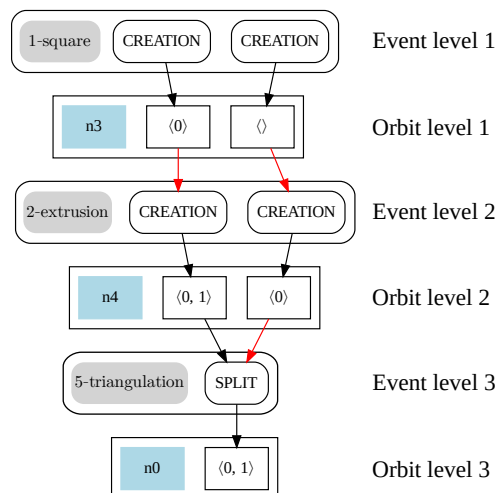 1-square CREATION CREATION Event level 1
n3 ⟨0⟩ ⟨⟩ Orbit level 1
2-extrusion CREATION CREATION Event level 2
n4 ⟨0, 1⟩ ⟨0⟩ Orbit level 2
5-triangulation SPLIT Event level 3
n0 ⟨0, 1⟩ Orbit level 3